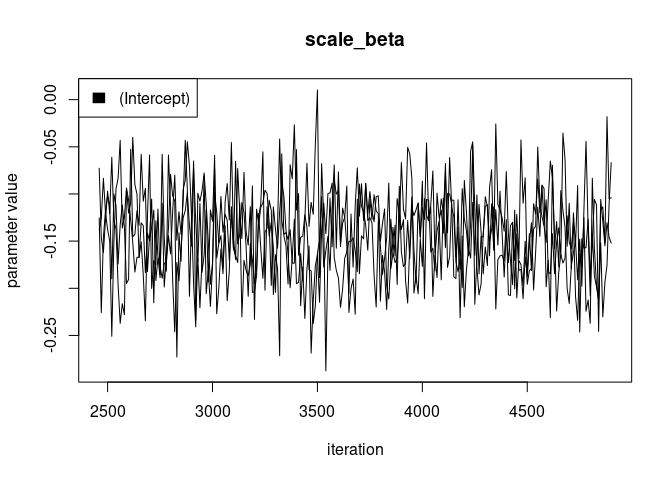 scale_beta
(Intercept)
0.00
-0.05
-0.15
-0.25
parameter value
2500 3000 3500 4000 4500
iteration